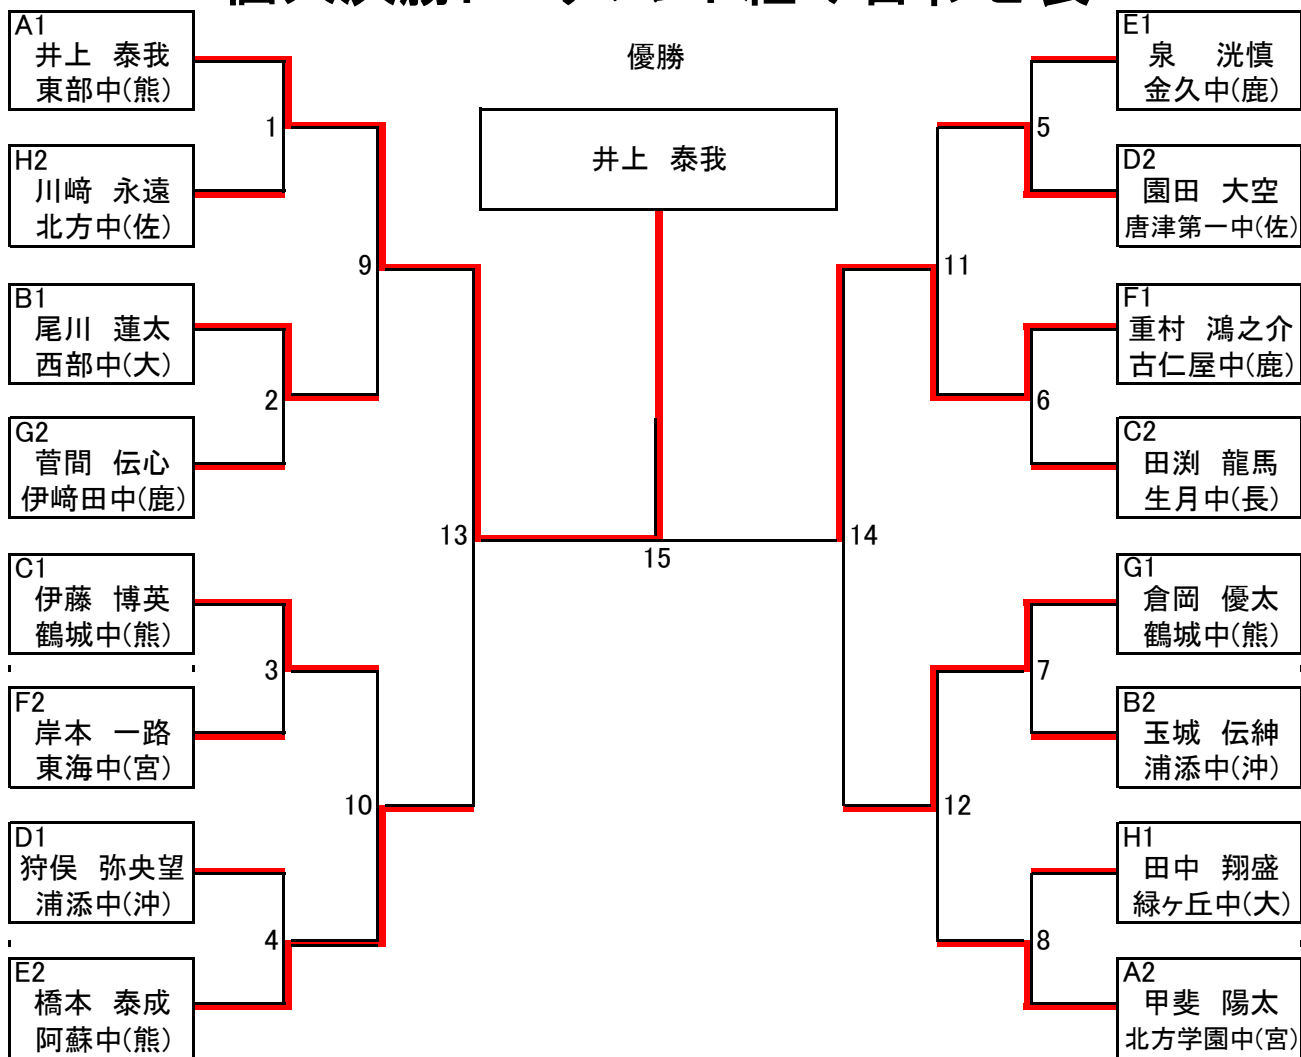 優勝
井上 泰我
A1
井上 泰我
東部中(熊)
1
H2
川﨑 永遠
北方中(佐)
9
B1
尾川 蓮太
西部中(大)
2
G2
菅間 伝心
伊﨑田中(鹿)
13
C1
伊藤 博英
鶴城中(熊)
3
F2
岸本 一路
東海中(宮)
10
D1
狩俣 弥央望
浦添中(沖)
4
E2
橋本 泰成
阿蘇中(熊)
15
E1
泉 洸慎
金久中(鹿)
5
D2
園田 大空
唐津第一中(佐)
11
F1
重村 鴻之介
古仁屋中(鹿)
6
C2
田渕 龍馬
生月中(長)
14
G1
倉岡 優太
鶴城中(熊)
7
B2
玉城 伝紳
浦添中(沖)
12
H1
田中 翔盛
緑ヶ丘中(大)
8
A2
甲斐 陽太
北方学園中(宮)